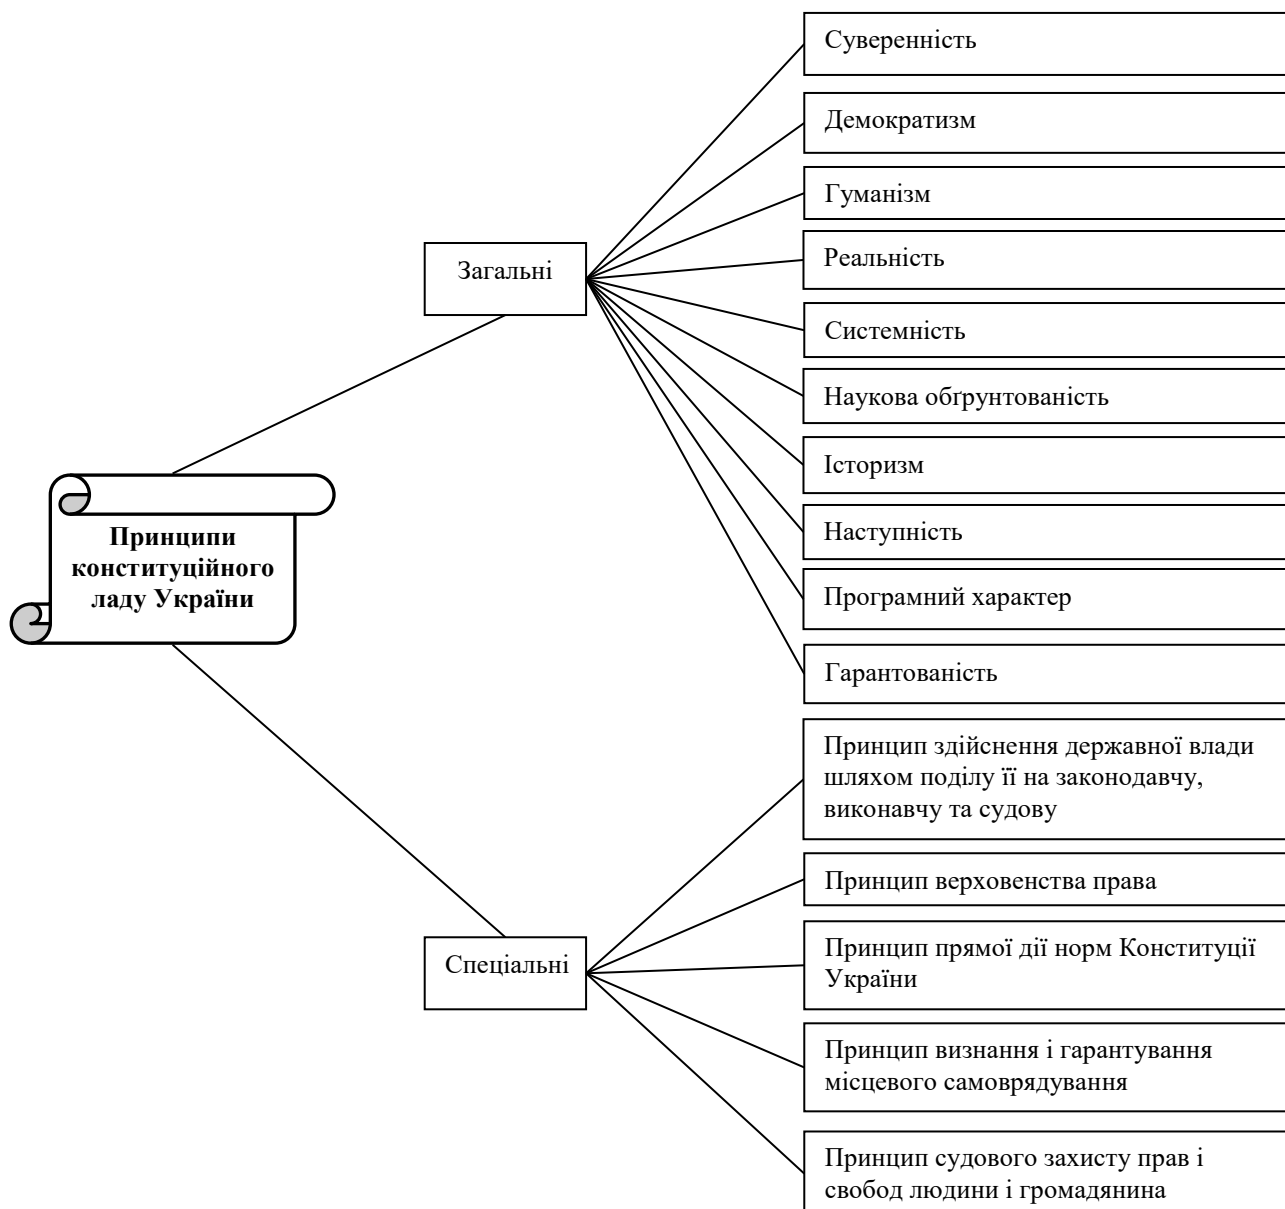 Принципи
конституційного
ладу України
Загальні
Суверенність
Демократизм
Гуманізм
Реальність
Системність
Наукова обґрунтованість
Історизм
Наступність
Програмний характер
Гарантованість
Спеціальні
Принцип здійснення державної влади
шляхом поділу її на законодавчу,
виконавчу та судову
Принцип верховенства права
Принцип прямої дії норм Конституції
України
Принцип визнання і гарантування
місцевого самоврядування
Принцип судового захисту прав і
свобод людини і громадянина